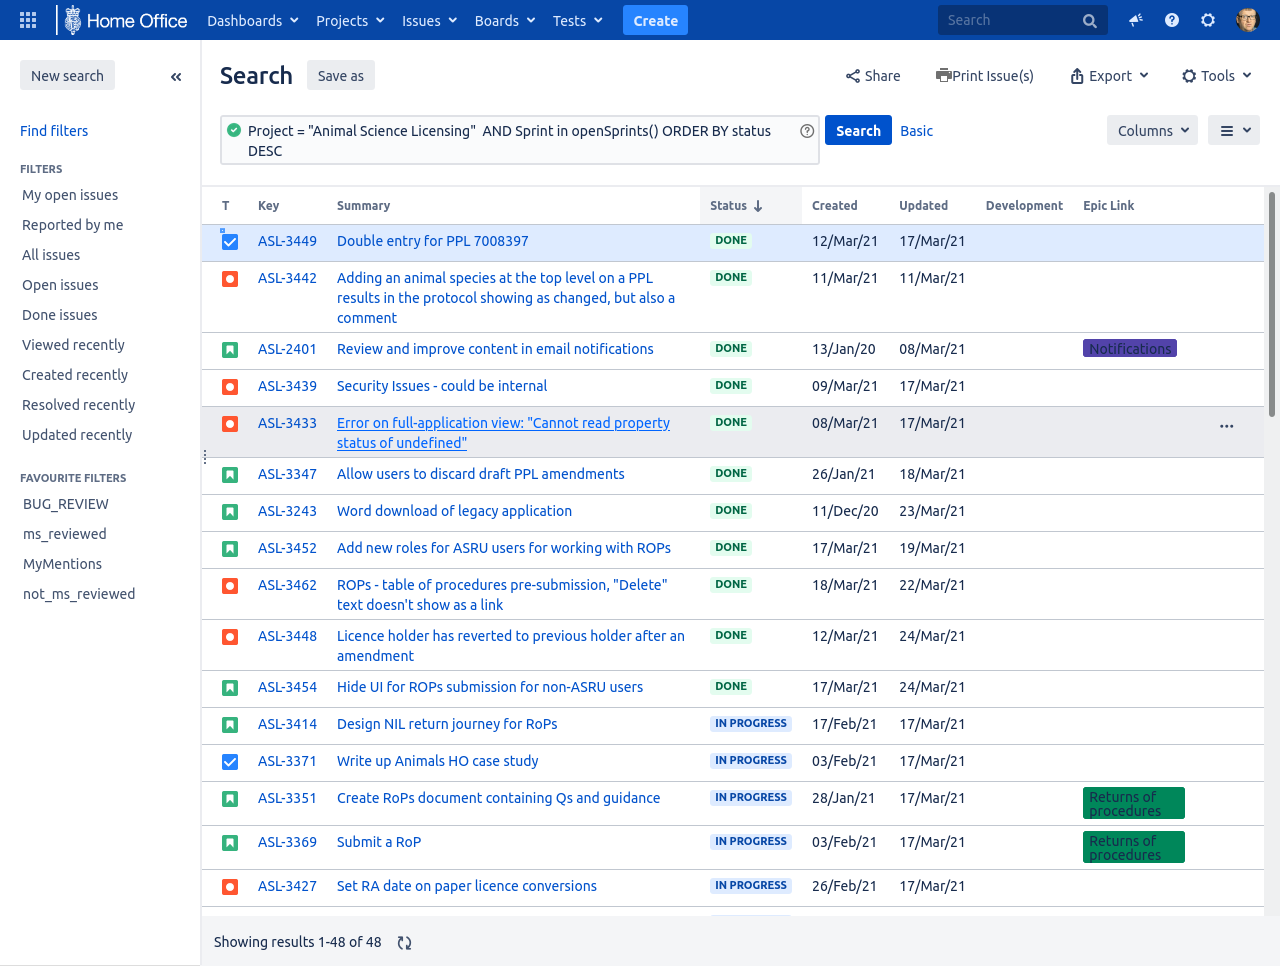 Home Office Dashboards Projects Issues Boards Tests Create Search
New search
Search Save as Share Print Issue(s) Export Tools
Find filters
Project = "Animal Science Licensing"  AND Sprint in openSprints() ORDER BY status
DESC
Search Basic Columns
FILTERS
My open issues
Reported by me
All issues
Open issues
Done issues
Viewed recently
Created recently
Resolved recently
Updated recently
FAVOURITE FILTERS
BUG_REVIEW
ms_reviewed
MyMentions
not_ms_reviewed
T Key Summary Status Created Updated Development Epic Link
ASL-3449 Double entry for PPL 7008397 DONE 12/Mar/21 17/Mar/21
ASL-3442 Adding an animal species at the top level on a PPL DONE 11/Mar/21 11/Mar/21
results in the protocol showing as changed, but also a
comment
ASL-2401 Review and improve content in email notifications DONE 13/Jan/20 08/Mar/21 Notifications
ASL-3439 Security Issues - could be internal DONE 09/Mar/21 17/Mar/21
ASL-3433 Error on full-application view: "Cannot read property DONE 08/Mar/21 17/Mar/21
status of undefined"
ASL-3347 Allow users to discard draft PPL amendments DONE 26/Jan/21 18/Mar/21
ASL-3243 Word download of legacy application DONE 11/Dec/20 23/Mar/21
ASL-3452 Add new roles for ASRU users for working with ROPs DONE 17/Mar/21 19/Mar/21
ASL-3462 ROPs - table of procedures pre-submission, "Delete" DONE 18/Mar/21 22/Mar/21
text doesn't show as a link
ASL-3448 Licence holder has reverted to previous holder after an DONE 12/Mar/21 24/Mar/21
amendment
ASL-3454 Hide UI for ROPs submission for non-ASRU users DONE 17/Mar/21 24/Mar/21
ASL-3414 Design NIL return journey for RoPs IN PROGRESS 17/Feb/21 17/Mar/21
ASL-3371 Write up Animals HO case study IN PROGRESS 03/Feb/21 17/Mar/21
ASL-3351 Create RoPs document containing Qs and guidance IN PROGRESS 28/Jan/21 17/Mar/21 Returns of
procedures
ASL-3369 Submit a RoP IN PROGRESS 03/Feb/21 17/Mar/21 Returns of
procedures
ASL-3427 Set RA date on paper licence conversions IN PROGRESS 26/Feb/21 17/Mar/21
Showing results 1-48 of 48